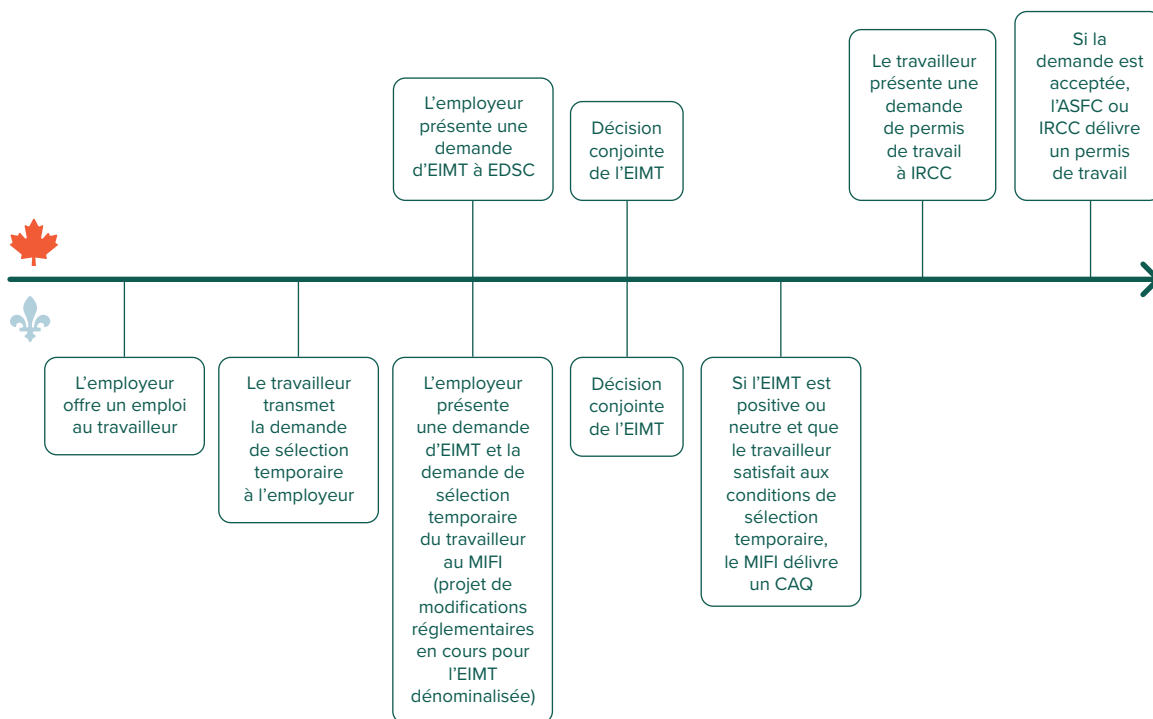 L'employeur
présente une
demande
d'EIMT à EDSC
Décision
conjointe
de l'EIMT
Le travailleur
présente une
demande
de permis
de travail
à IRCC
Si la
demande est
acceptée,
l'ASFC ou
IRCC délivre
un permis
de travail
L'employeur
offre un emploi
au travailleur
Le travailleur
transmet
la demande
de sélection
temporaire
à l'employeur
L'employeur
présente
une demande
d'EIMT et la
demande de
sélection
temporaire
du travailleur
au MIFI
(projet de
modifications
réglementaires
en cours pour
l'EIMT
dénominalisée)
Décision
conjointe
de l'EIMT
Si l'EIMT est
positive ou
neutre et que
le travailleur
satisfait aux
conditions de
sélection
temporaire,
le MIFI délivre
un CAQ